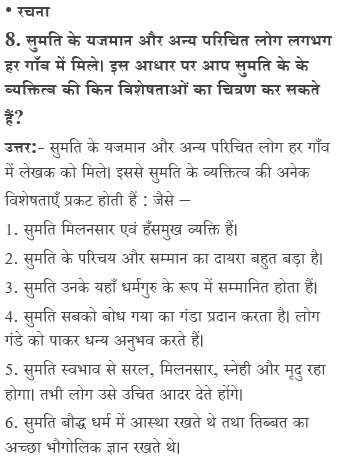 • रचना
8. सुमति के यजमान और अन्य परिचित लोग लगभग
हर गाँव में मिले। इस आधार पर आप सुमति के के
व्यक्तित्व की किन विशेषताओं का चित्रण कर सकते
हैं?
उत्तर:- सुमति के यजमान और अन्य परिचित लोग हर गाँव
में लेखक को मिले। इससे सुमति के व्यक्तित्व की अनेक
विशेषताएँ प्रकट होती हैं : जैसे –
1. सुमति मिलनसार एवं हँसमुख व्यक्ति हैं।
2. सुमति के परिचय और सम्मान का दायरा बहुत बड़ा है।
3. सुमति उनके यहाँ धर्मगुरु के रूप में सम्मानित होता हैं।
4. सुमति सबको बोध गया का गंडा प्रदान करता है। लोग
गंडे को पाकर धन्य अनुभव करते हैं।
5. सुमति स्वभाव से सरल, मिलनसार, स्नेही और मृदु रहा
होगा। तभी लोग उसे उचित आदर देते होंगे।
6. सुमति बौद्ध धर्म में आस्था रखते थे तथा तिब्बत का
अच्छा भौगोलिक ज्ञान रखते थे।